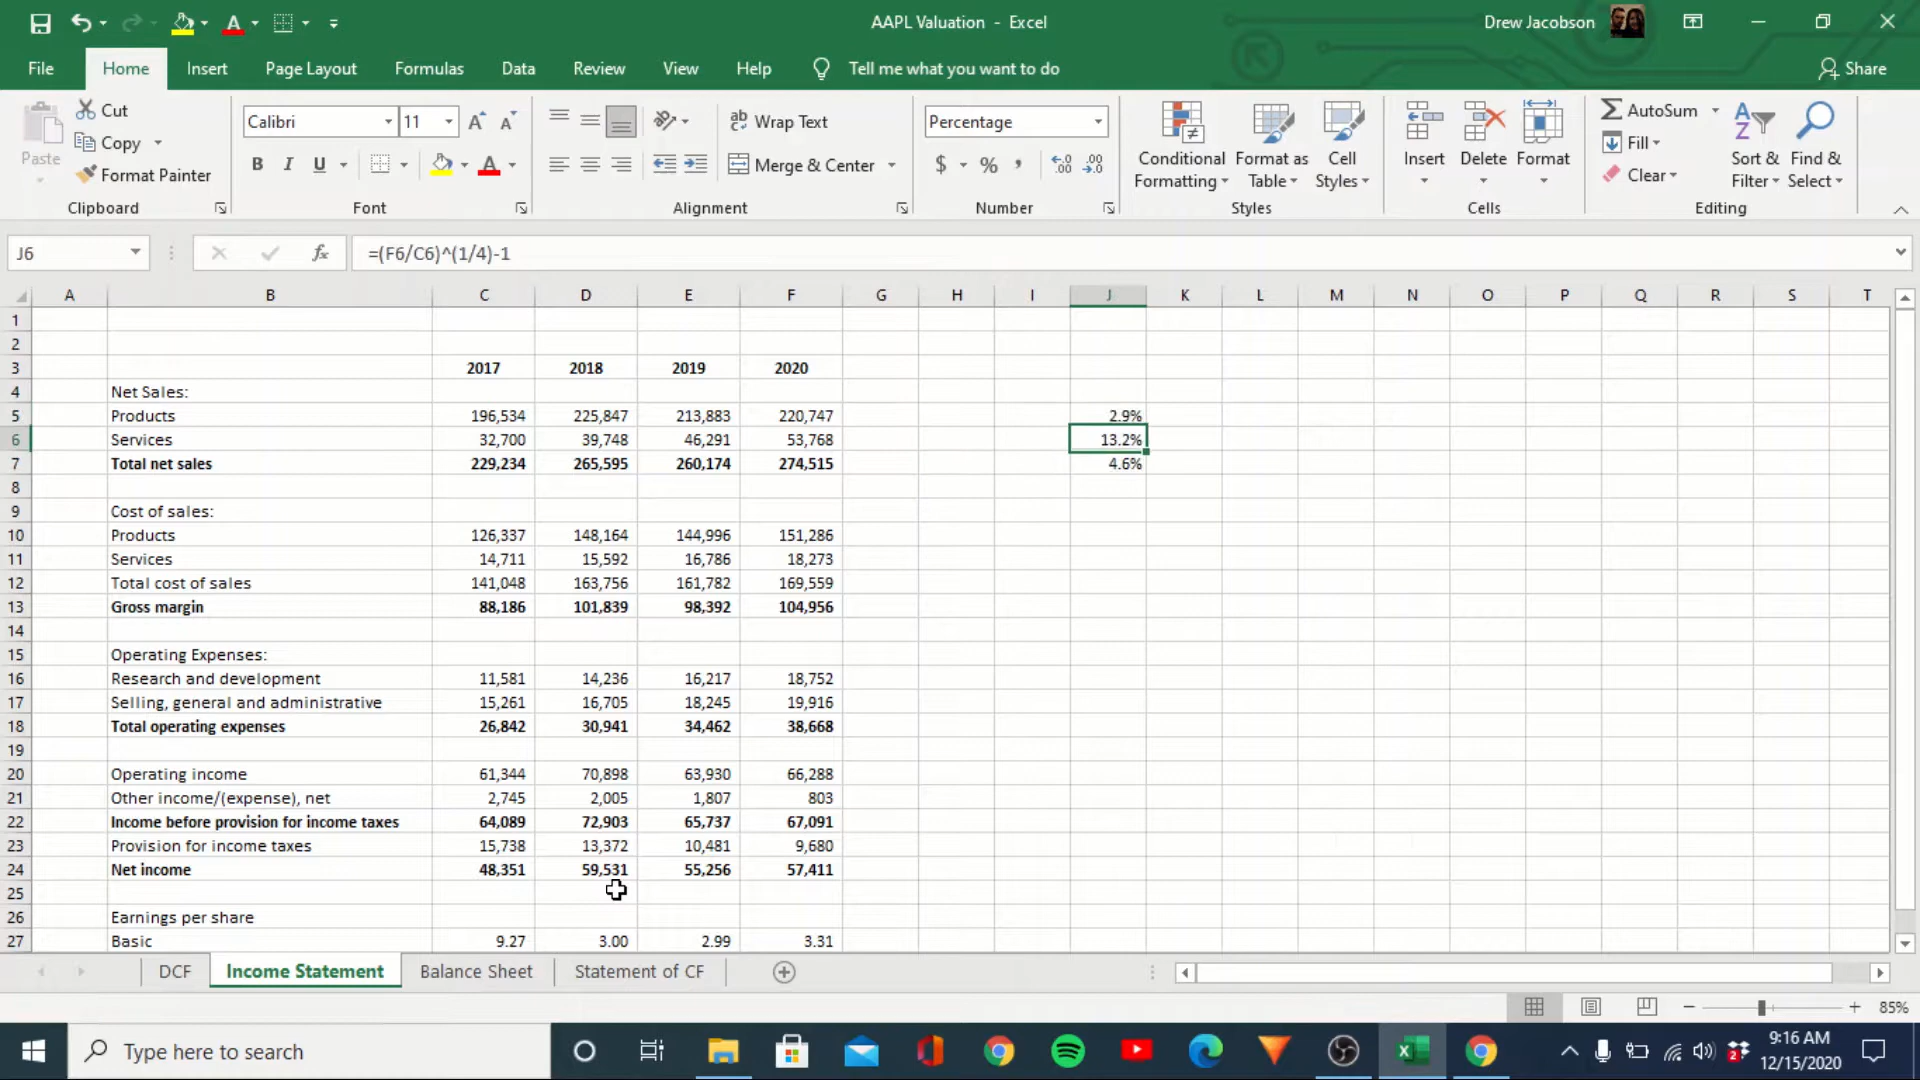 AAPL Valuation - Excel
Drew Jacobson
File Home Insert Page Layout Formulas Data Review View Help Tell me what you want to do Share
Paste Cut Copy Format Painter Clipboard
Calibri 11 A A B I U A Font
ab Wrap Text Merge & Center Alignment
Percentage $ % , .00 .00 Number
Conditional Formatting Format as Table Cell Styles Styles
Insert Delete Format Cells
AutoSum Fill Clear Sort & Filter Find & Select Editing
J6 fx =(F6/C6)^(1/4)-1
A B C D E F G H I J K L M N O P Q R S T
1
2
3 2017 2018 2019 2020
4 Net Sales:
5 Products 196,534 225,847 213,883 220,747 2.9%
6 Services 32,700 39,748 46,291 53,768 13.2%
7 Total net sales 229,234 265,595 260,174 274,515 4.6%
8
9 Cost of sales:
10 Products 126,337 148,164 144,996 151,286
11 Services 14,711 15,592 16,786 18,273
12 Total cost of sales 141,048 163,756 161,782 169,559
13 Gross margin 88,186 101,839 98,392 104,956
14
15 Operating Expenses:
16 Research and development 11,581 14,236 16,217 18,752
17 Selling, general and administrative 15,261 16,705 18,245 19,916
18 Total operating expenses 26,842 30,941 34,462 38,668
19
20 Operating income 61,344 70,898 63,930 66,288
21 Other income/(expense), net 2,745 2,005 1,807 803
22 Income before provision for income taxes 64,089 72,903 65,737 67,091
23 Provision for income taxes 15,738 13,372 10,481 9,680
24 Net income 48,351 59,531 55,256 57,411
25
26 Earnings per share
27 Basic 9.27 3.00 2.99 3.31
DCF Income Statement Balance Sheet Statement of CF
85%
Type here to search
9:16 AM
12/15/2020